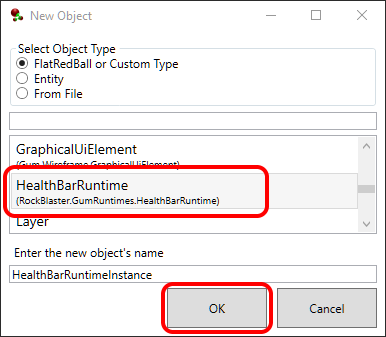 New Object
Select Object Type
FlatRedBall or Custom Type
Entity
From File
GraphicalUiElement
(Gum.Wireframe.GraphicalUiElement)
HealthBarRuntime
(RockBlaster.GumRuntimes.HealthBarRuntime)
Layer
Enter the new object's name
HealthBarRuntimeInstance
OK
Cancel